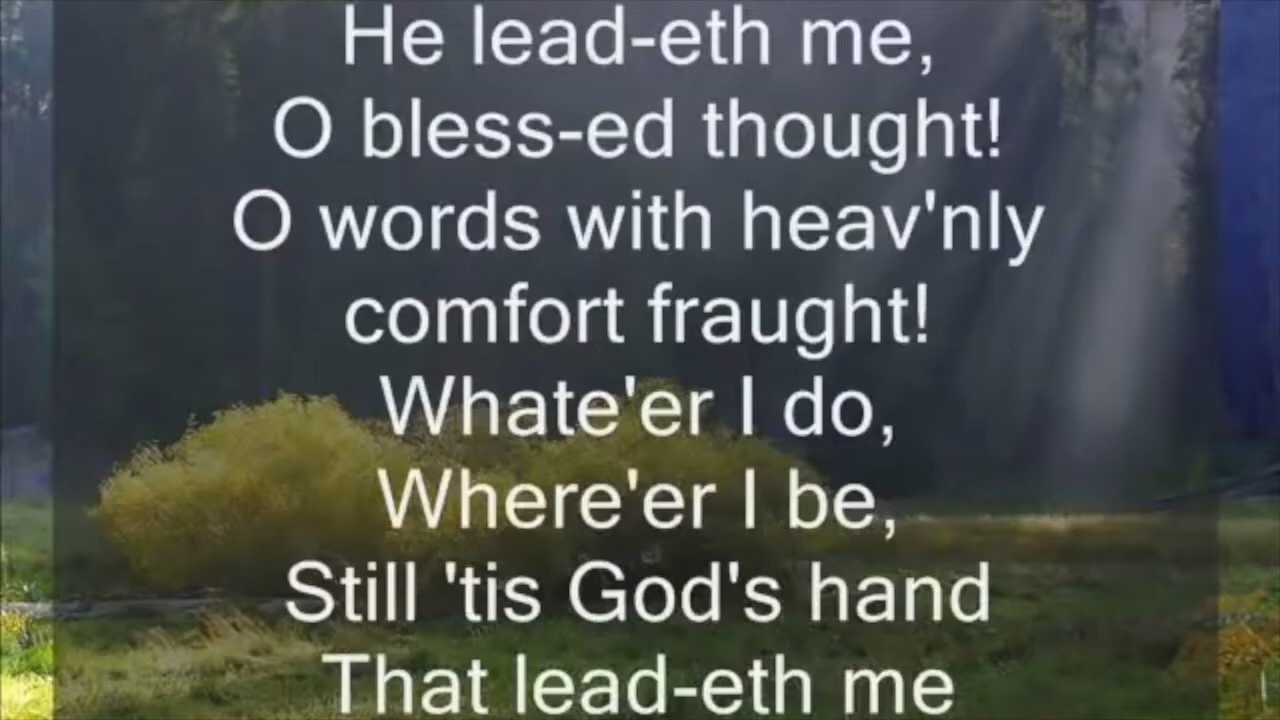 He lead-eth me,
O bless-ed thought!
O words with heav'nly
comfort fraught!
Whate'er I do,
Where'er I be,
Still 'tis God's hand
That lead-eth me